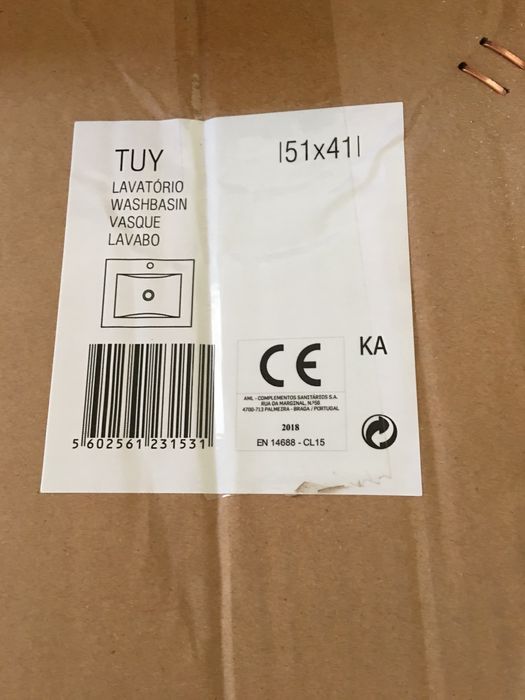 TUY
LAVATÓRIO
WASHBASIN
VASQUE
LAVABO
|51x41|
KA
CE
AML - COMPLEMENTOS SANITÁRIOS S.A.
RUA DA MARGINAL, N.º56
4700-713 PALMEIRA - BRAGA / PORTUGAL
2018
EN 14688 - CL15
5 602561 231531